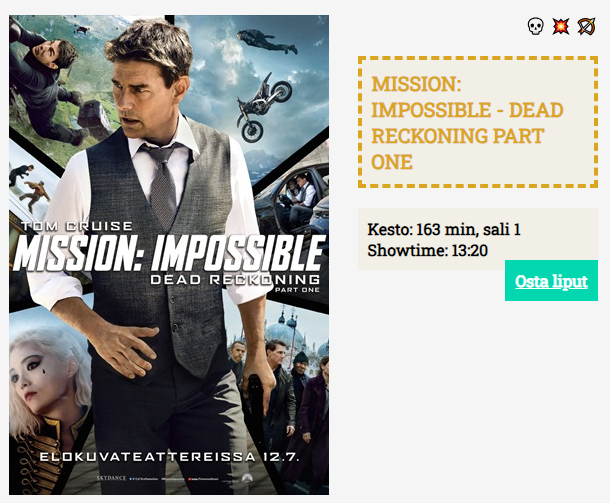 TOM CRUISE
MISSION: IMPOSSIBLE
DEAD RECKONING
PART ONE
ELOKUVATEATTEREISSA 12.7.
SKYDANCE
MISSION:
IMPOSSIBLE - DEAD
RECKONING PART
ONE
Kesto: 163 min, sali 1
Showtime: 13:20
Osta liput